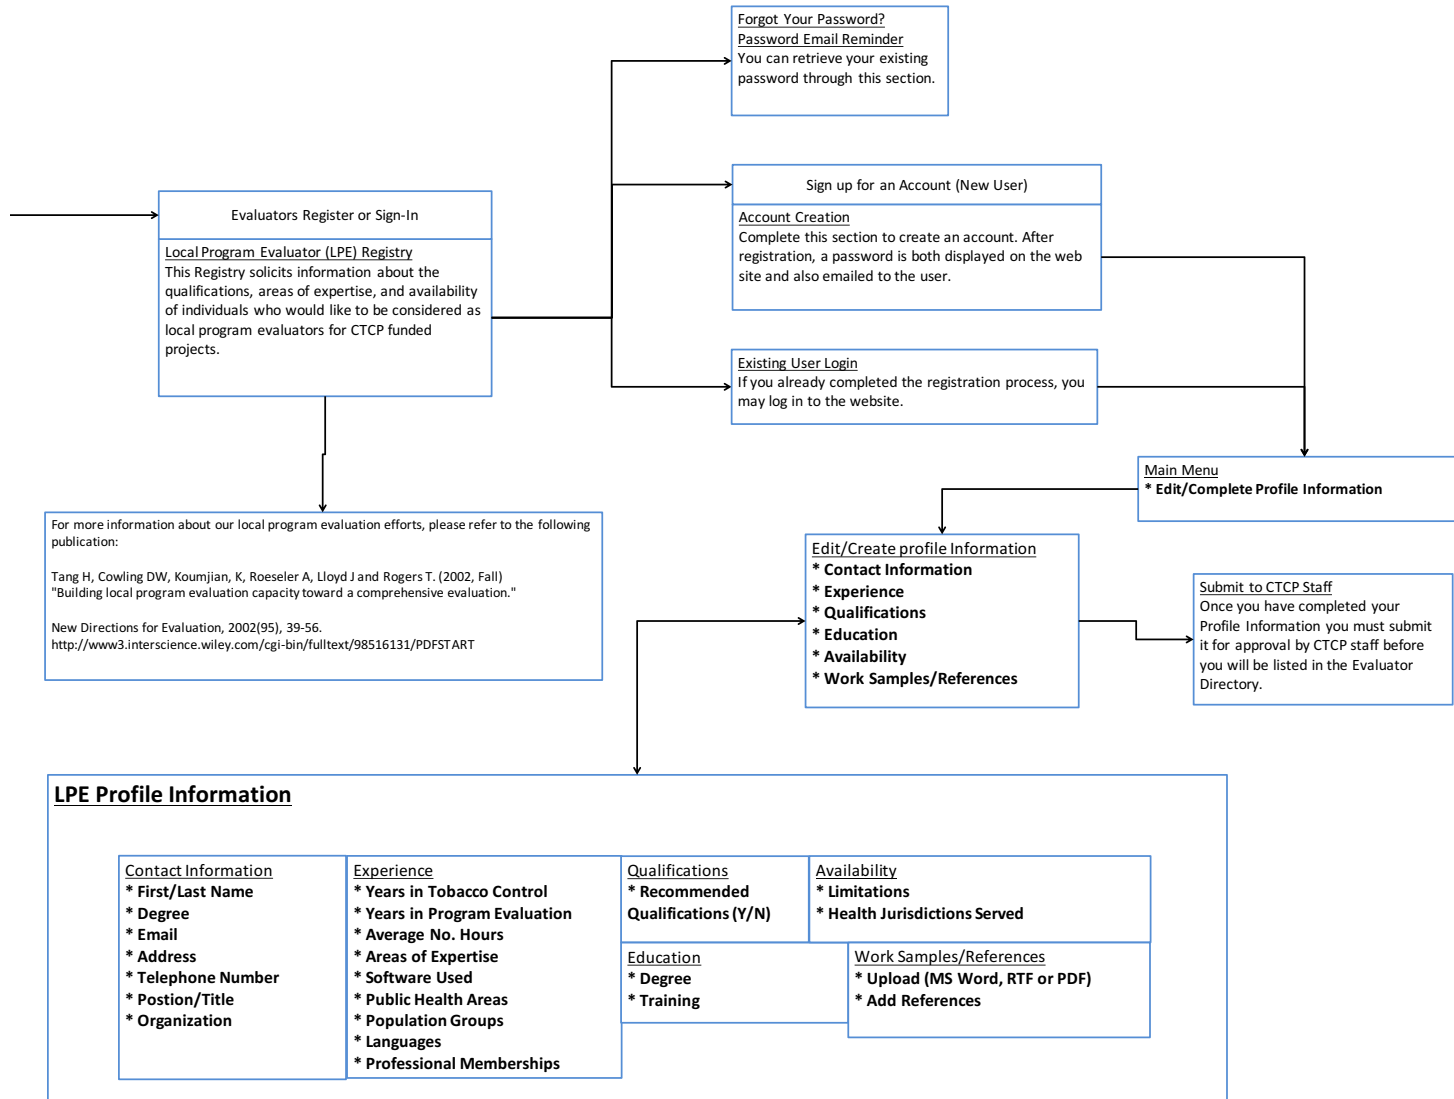 Forgot Your Password?
Password Email Reminder
You can retrieve your existing
password through this section.
Sign up for an Account (New User)
Account Creation
Complete this section to create an account. After
registration, a password is both displayed on the web
site and also emailed to the user.
Evaluators Register or Sign-In
Local Program Evaluator (LPE) Registry
This Registry solicits information about the
qualifications, areas of expertise, and availability
of individuals who would like to be considered as
local program evaluators for CTCP funded
projects.
Existing User Login
If you already completed the registration process, you
may log in to the website.
Main Menu
* Edit/Complete Profile Information
For more information about our local program evaluation efforts, please refer to the following
publication:
Tang H, Cowling DW, Koumjian, K, Roeseler A, Lloyd J and Rogers T. (2002, Fall)
"Building local program evaluation capacity toward a comprehensive evaluation."
New Directions for Evaluation, 2002(95), 39-56.
http://www3.interscience.wiley.com/cgi-bin/fulltext/98516131/PDFSTART
Edit/Create profile Information
* Contact Information
* Experience
* Qualifications
* Education
* Availability
* Work Samples/References
Submit to CTCP Staff
Once you have completed your
Profile Information you must submit
it for approval by CTCP staff before
you will be listed in the Evaluator
Directory.
LPE Profile Information
Contact Information
* First/Last Name
* Degree
* Email
* Address
* Telephone Number
* Postion/Title
* Organization
Experience
* Years in Tobacco Control
* Years in Program Evaluation
* Average No. Hours
* Areas of Expertise
* Software Used
* Public Health Areas
* Population Groups
* Languages
* Professional Memberships
Qualifications
* Recommended
Qualifications (Y/N)
Availability
* Limitations
* Health Jurisdictions Served
Education
* Degree
* Training
Work Samples/References
* Upload (MS Word, RTF or PDF)
* Add References